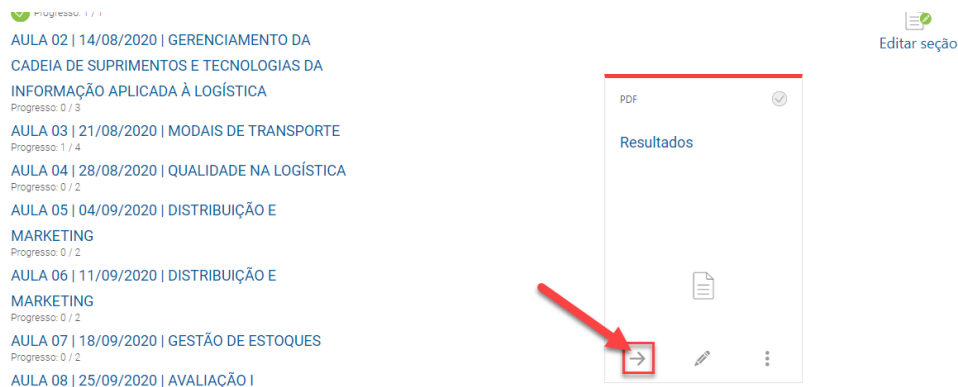 Progresso: 1 / 1
AULA 02 | 14/08/2020 | GERENCIAMENTO DA
CADEIA DE SUPRIMENTOS E TECNOLOGIAS DA
INFORMAÇÃO APLICADA À LOGÍSTICA
Progresso: 0 / 3
AULA 03 | 21/08/2020 | MODAIS DE TRANSPORTE
Progresso: 1 / 4
AULA 04 | 28/08/2020 | QUALIDADE NA LOGÍSTICA
Progresso: 0 / 2
AULA 05 | 04/09/2020 | DISTRIBUIÇÃO E
MARKETING
Progresso: 0 / 2
AULA 06 | 11/09/2020 | DISTRIBUIÇÃO E
MARKETING
Progresso: 0 / 2
AULA 07 | 18/09/2020 | GESTÃO DE ESTOQUES
Progresso: 0 / 2
AULA 08 | 25/09/2020 | AVALIAÇÃO I
PDF
Resultados
Editar seção